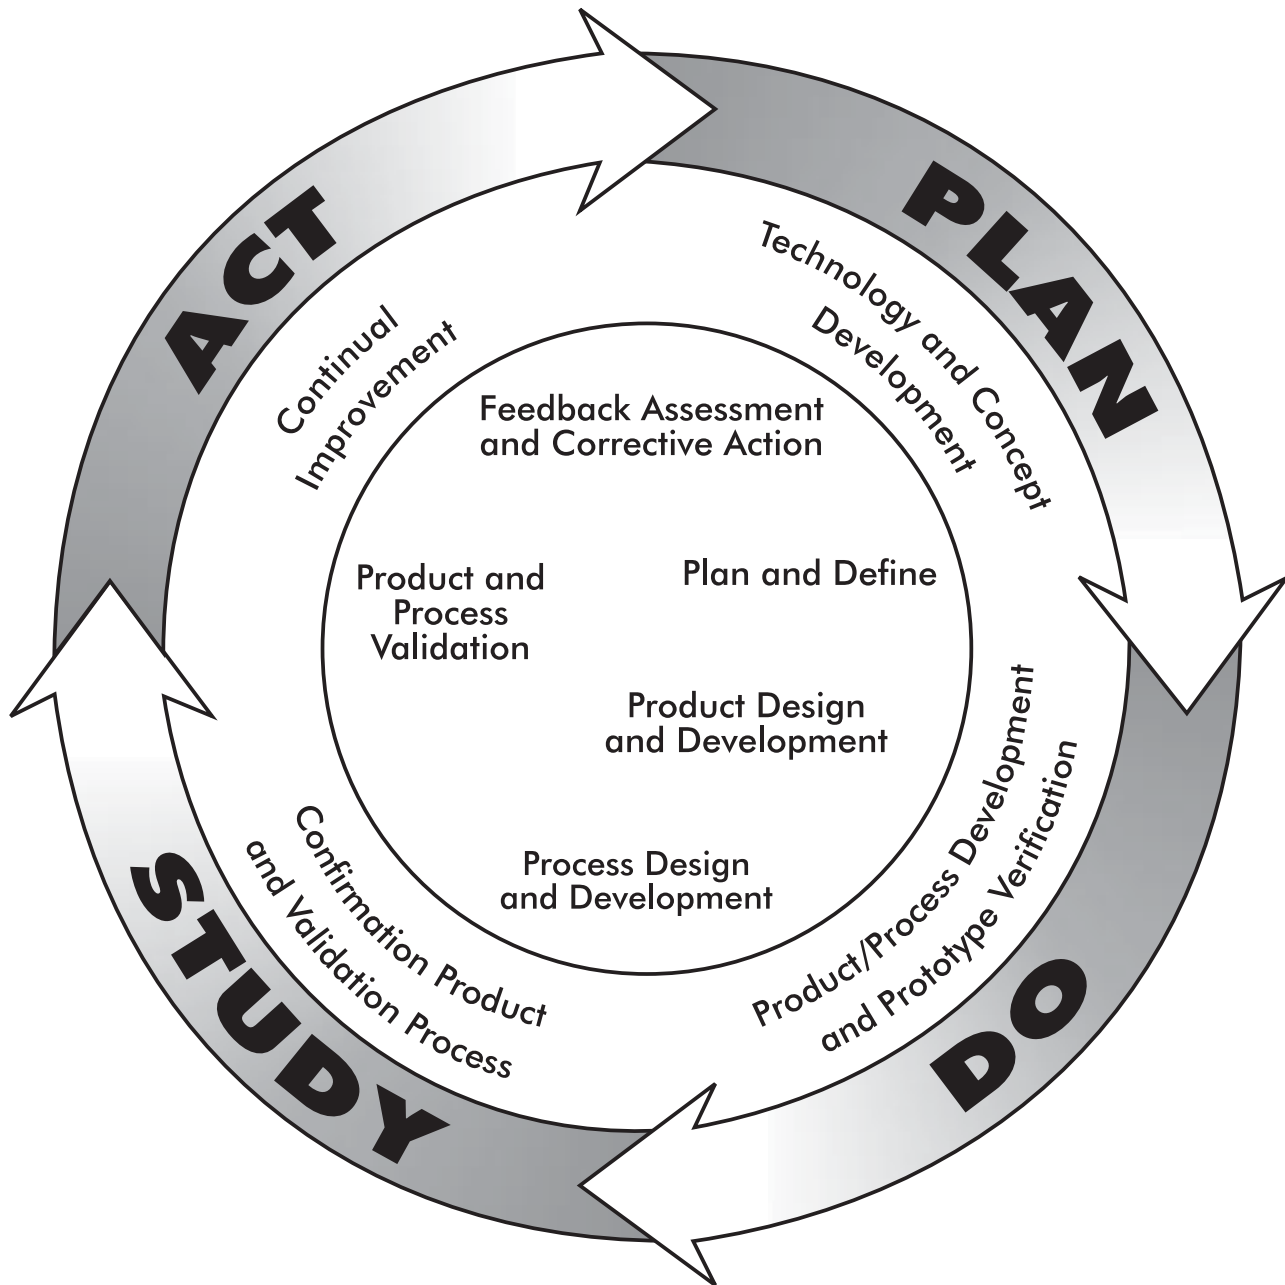 PLAN
Technology and Concept
Development
DO
Product/Process Development
and Prototype Verification
STUDY
Confirmation Product
and Validation Process
ACT
Continual
Improvement
Feedback Assessment
and Corrective Action
Plan and Define
Product Design
and Development
Process Design
and Development
Product and
Process
Validation